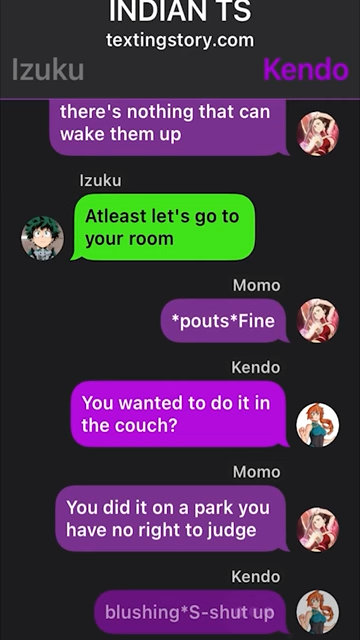 INDIAN TS
textingstory.com
Izuku
Kendo
there's nothing that can
wake them up
Izuku
Atleast let's go to
your room
Momo
*pouts*Fine
Kendo
You wanted to do it in
the couch?
Momo
You did it on a park you
have no right to judge
Kendo
blushing*S-shut up